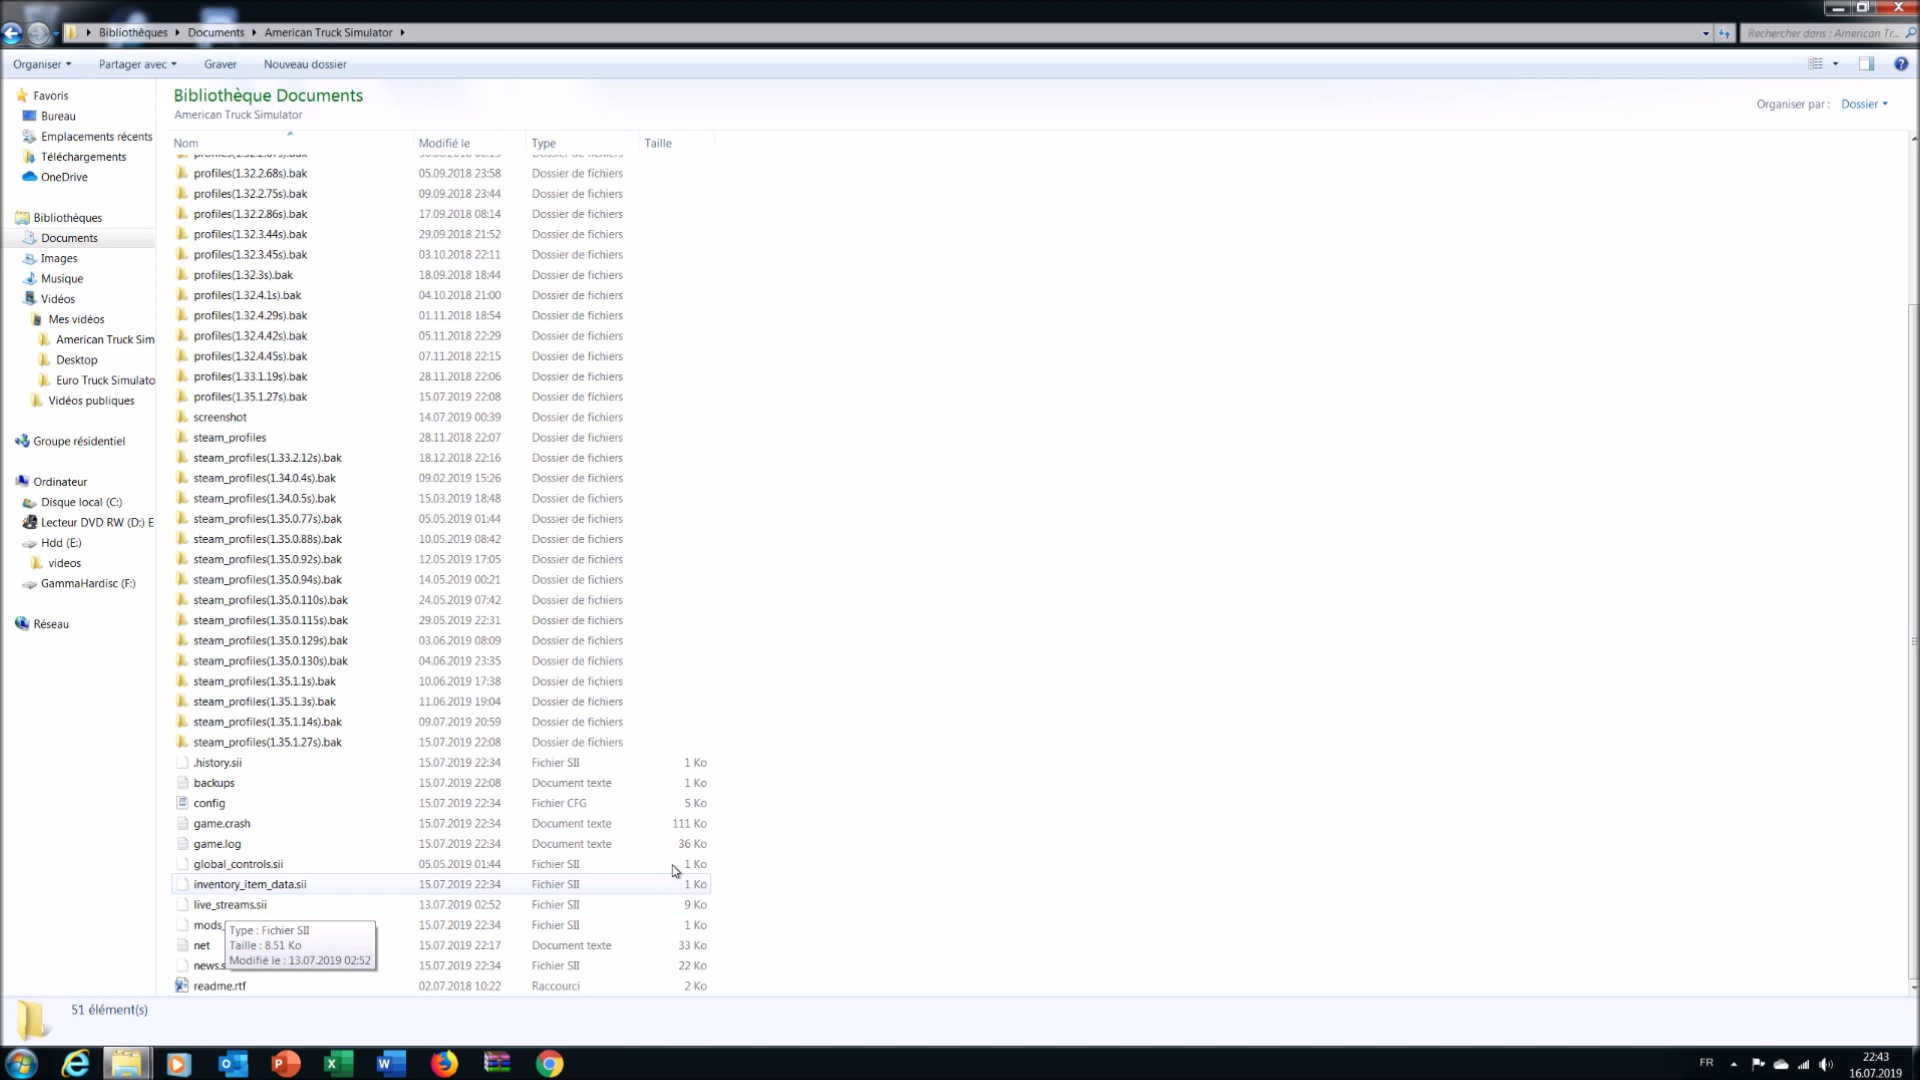 Bibliothèques Documents American Truck Simulator
Rechercher dans : American Tr...
Organiser Partager avec Graver Nouveau dossier
Favoris
Bureau
Emplacements récents
Téléchargements
OneDrive
Bibliothèques
Documents
Images
Musique
Vidéos
Mes vidéos
American Truck Sim
Desktop
Euro Truck Simulato
Vidéos publiques
Groupe résidentiel
Ordinateur
Disque local (C:)
Lecteur DVD RW (D:) E
Hdd (E:)
videos
GammaHardisc (F:)
Réseau
Bibliothèque Documents
American Truck Simulator
Organiser par : Dossier
Nom Modifié le Type Taille
profiles(1.32.2.68s).bak 05.09.2018 23:58 Dossier de fichiers
profiles(1.32.2.75s).bak 09.09.2018 23:44 Dossier de fichiers
profiles(1.32.2.86s).bak 17.09.2018 08:14 Dossier de fichiers
profiles(1.32.3.44s).bak 29.09.2018 21:52 Dossier de fichiers
profiles(1.32.3.45s).bak 03.10.2018 22:11 Dossier de fichiers
profiles(1.32.3s).bak 18.09.2018 18:44 Dossier de fichiers
profiles(1.32.4.1s).bak 04.10.2018 21:00 Dossier de fichiers
profiles(1.32.4.29s).bak 01.11.2018 18:54 Dossier de fichiers
profiles(1.32.4.42s).bak 05.11.2018 22:29 Dossier de fichiers
profiles(1.32.4.45s).bak 07.11.2018 22:15 Dossier de fichiers
profiles(1.33.1.19s).bak 28.11.2018 22:06 Dossier de fichiers
profiles(1.35.1.27s).bak 15.07.2019 22:08 Dossier de fichiers
screenshot 14.07.2019 00:39 Dossier de fichiers
steam_profiles 28.11.2018 22:07 Dossier de fichiers
steam_profiles(1.33.2.12s).bak 18.12.2018 22:16 Dossier de fichiers
steam_profiles(1.34.0.4s).bak 09.02.2019 15:26 Dossier de fichiers
steam_profiles(1.34.0.5s).bak 15.03.2019 18:48 Dossier de fichiers
steam_profiles(1.35.0.77s).bak 05.05.2019 01:44 Dossier de fichiers
steam_profiles(1.35.0.88s).bak 10.05.2019 08:42 Dossier de fichiers
steam_profiles(1.35.0.92s).bak 12.05.2019 17:05 Dossier de fichiers
steam_profiles(1.35.0.94s).bak 14.05.2019 00:21 Dossier de fichiers
steam_profiles(1.35.0.110s).bak 24.05.2019 07:42 Dossier de fichiers
steam_profiles(1.35.0.115s).bak 29.05.2019 22:31 Dossier de fichiers
steam_profiles(1.35.0.129s).bak 03.06.2019 08:09 Dossier de fichiers
steam_profiles(1.35.0.130s).bak 04.06.2019 23:35 Dossier de fichiers
steam_profiles(1.35.1.1s).bak 10.06.2019 17:38 Dossier de fichiers
steam_profiles(1.35.1.3s).bak 11.06.2019 19:04 Dossier de fichiers
steam_profiles(1.35.1.14s).bak 09.07.2019 20:59 Dossier de fichiers
steam_profiles(1.35.1.27s).bak 15.07.2019 22:08 Dossier de fichiers
.history.sii 15.07.2019 22:34 Fichier SII 1 Ko
backups 15.07.2019 22:08 Document texte 1 Ko
config 15.07.2019 22:34 Fichier CFG 5 Ko
game.crash 15.07.2019 22:34 Document texte 111 Ko
game.log 15.07.2019 22:34 Document texte 36 Ko
global_controls.sii 05.05.2019 01:44 Fichier SII 1 Ko
inventory_item_data.sii 15.07.2019 22:34 Fichier SII 1 Ko
live_streams.sii 13.07.2019 02:52 Fichier SII 9 Ko
mods_ 15.07.2019 22:34 Fichier SII 1 Ko
net 15.07.2019 22:17 Document texte 33 Ko
news.s 15.07.2019 22:34 Fichier SII 22 Ko
readme.rtf 02.07.2018 10:22 Raccourci 2 Ko
Type : Fichier SII
Taille : 8.51 Ko
Modifié le : 13.07.2019 02:52
51 élément(s)
FR
22:43
16.07.2019